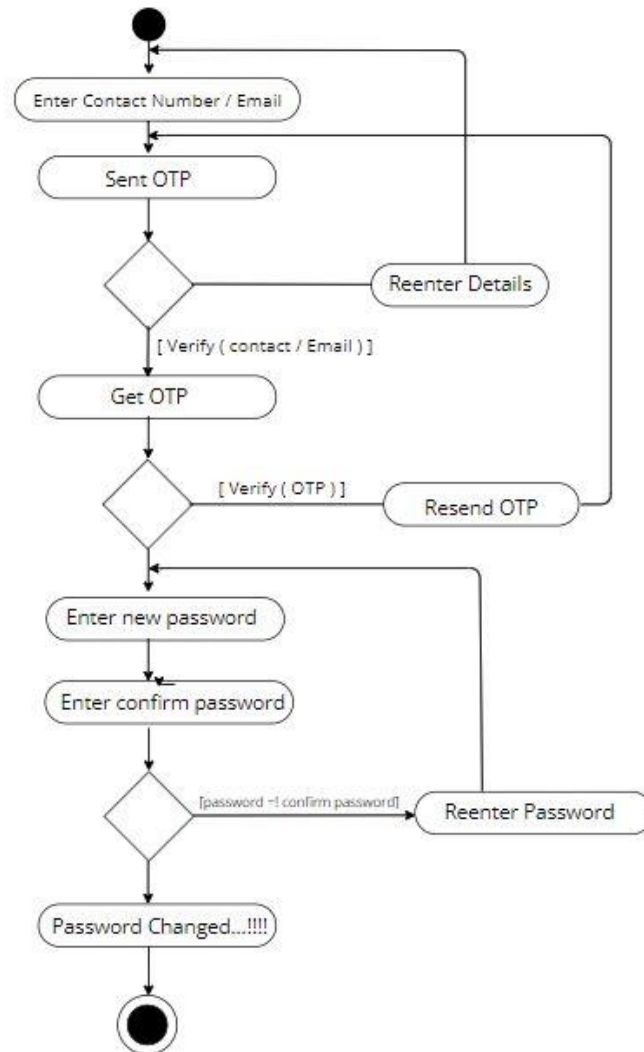 Enter Contact Number / Email
Sent OTP
Reenter Details
[ Verify ( contact / Email ) ]
Get OTP
[ Verify ( OTP ) ]
Resend OTP
Enter new password
Enter confirm password
[password =! confirm password]
Reenter Password
Password Changed...!!!!